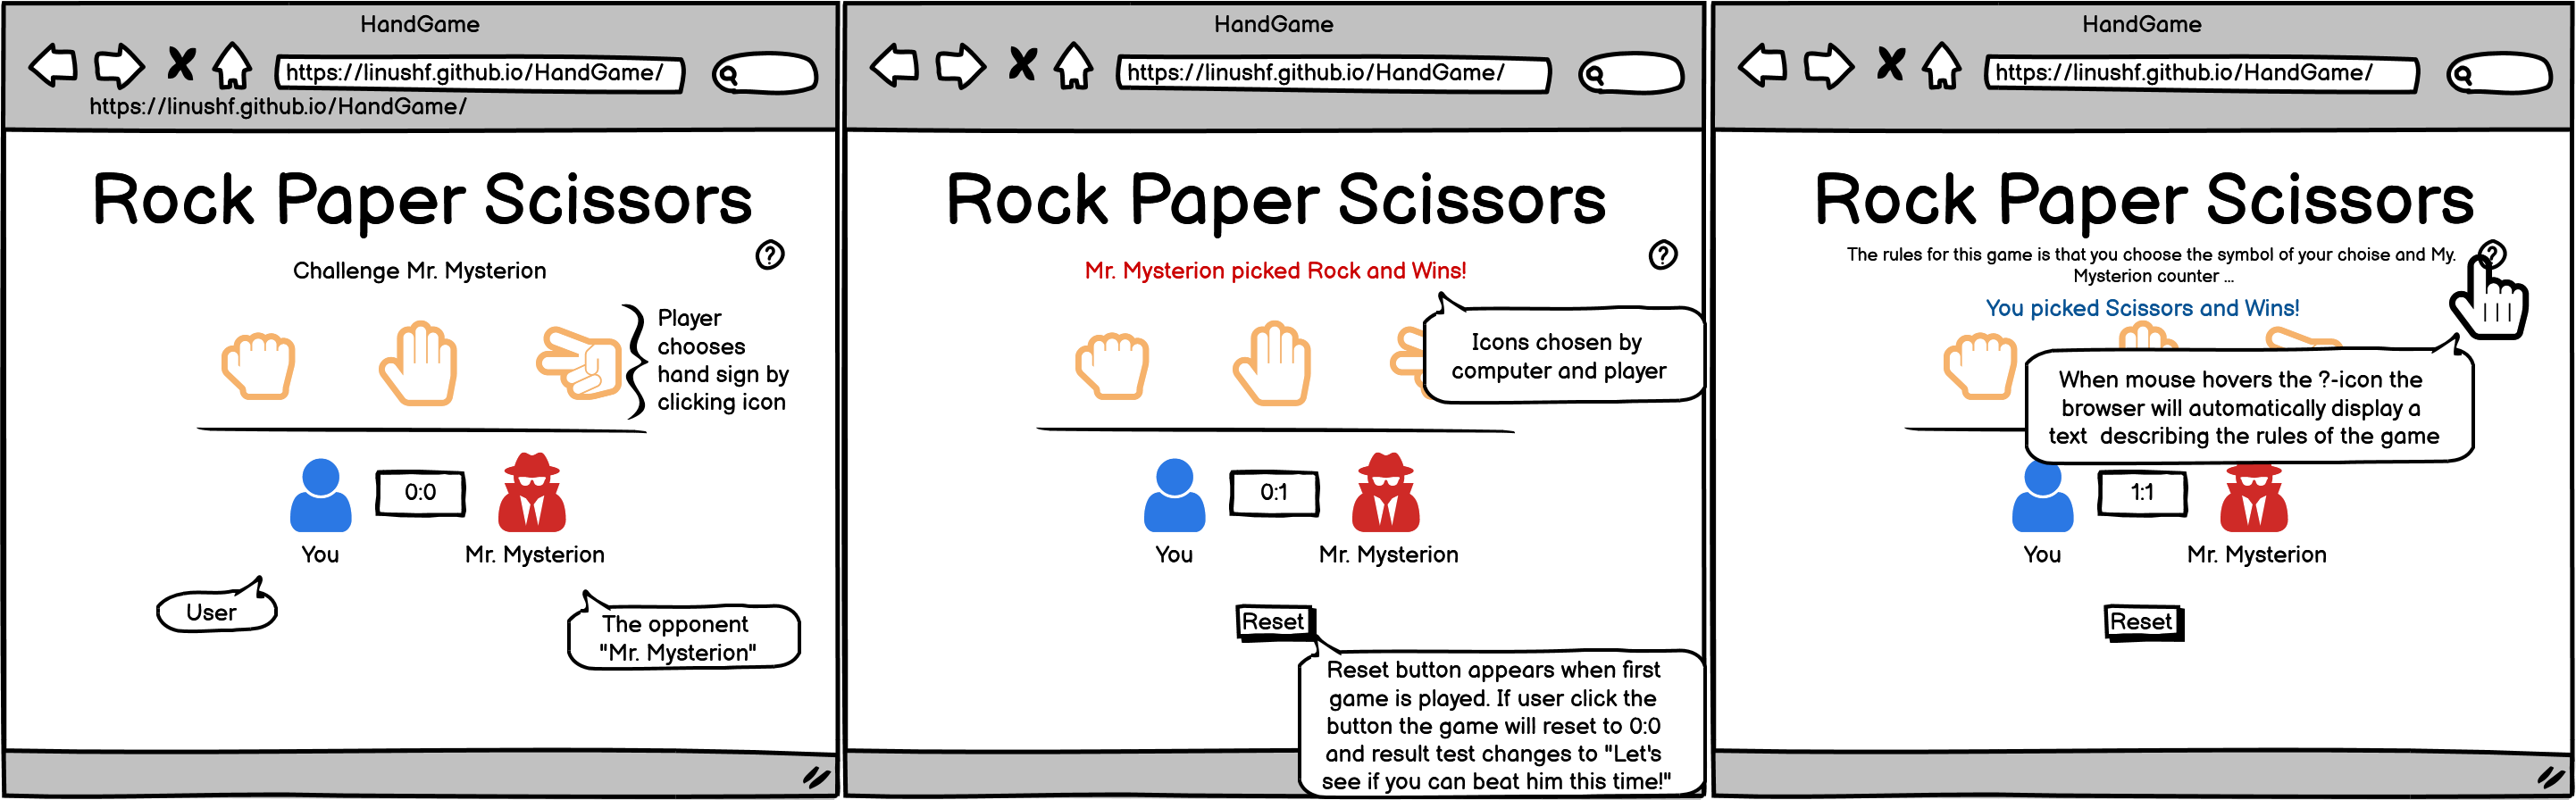 HandGame
https://linushf.github.io/HandGame/
https://linushf.github.io/HandGame/
Rock Paper Scissors
?
Challenge Mr. Mysterion
Player
chooses
hand sign by
clicking icon
0:0
You
Mr. Mysterion
User
The opponent
"Mr. Mysterion"
HandGame
https://linushf.github.io/HandGame/
Rock Paper Scissors
?
Mr. Mysterion picked Rock and Wins!
Icons chosen by
computer and player
0:1
You
Mr. Mysterion
Reset
Reset button appears when first
game is played. If user click the
button the game will reset to 0:0
and result test changes to "Let's
see if you can beat him this time!"
HandGame
https://linushf.github.io/HandGame/
Rock Paper Scissors
?
The rules for this game is that you choose the symbol of your choise and My.
Mysterion counter ...
You picked Scissors and Wins!
When mouse hovers the ?-icon the
browser will automatically display a
text describing the rules of the game
1:1
You
Mr. Mysterion
Reset